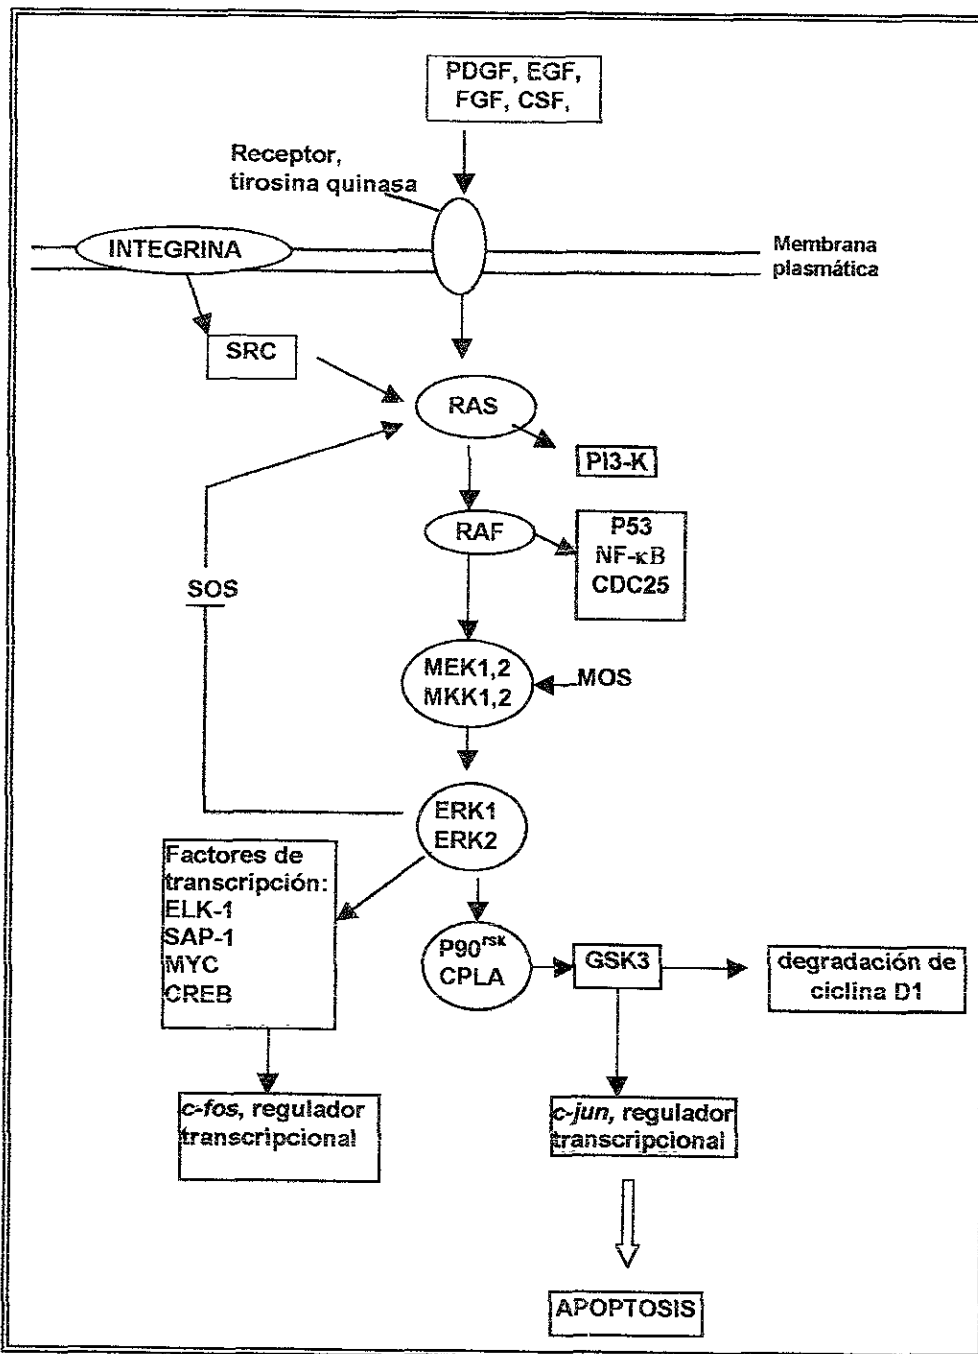 PDGF, EGF,
FGF, CSF,
Receptor,
tirosina quinasa
INTEGRINA
Membrana
plasmática
SRC
RAS
PI3-K
RAF
P53
NF-κB
CDC25
SOS
MEK1,2
MKK1,2
MOS
ERK1
ERK2
Factores de
transcripción:
ELK-1
SAP-1
MYC
CREB
P90rsk
CPLA
GSK3
degradación de
ciclina D1
c-fos, regulador
transcripcional
c-jun, regulador
transcripcional
APOPTOSIS